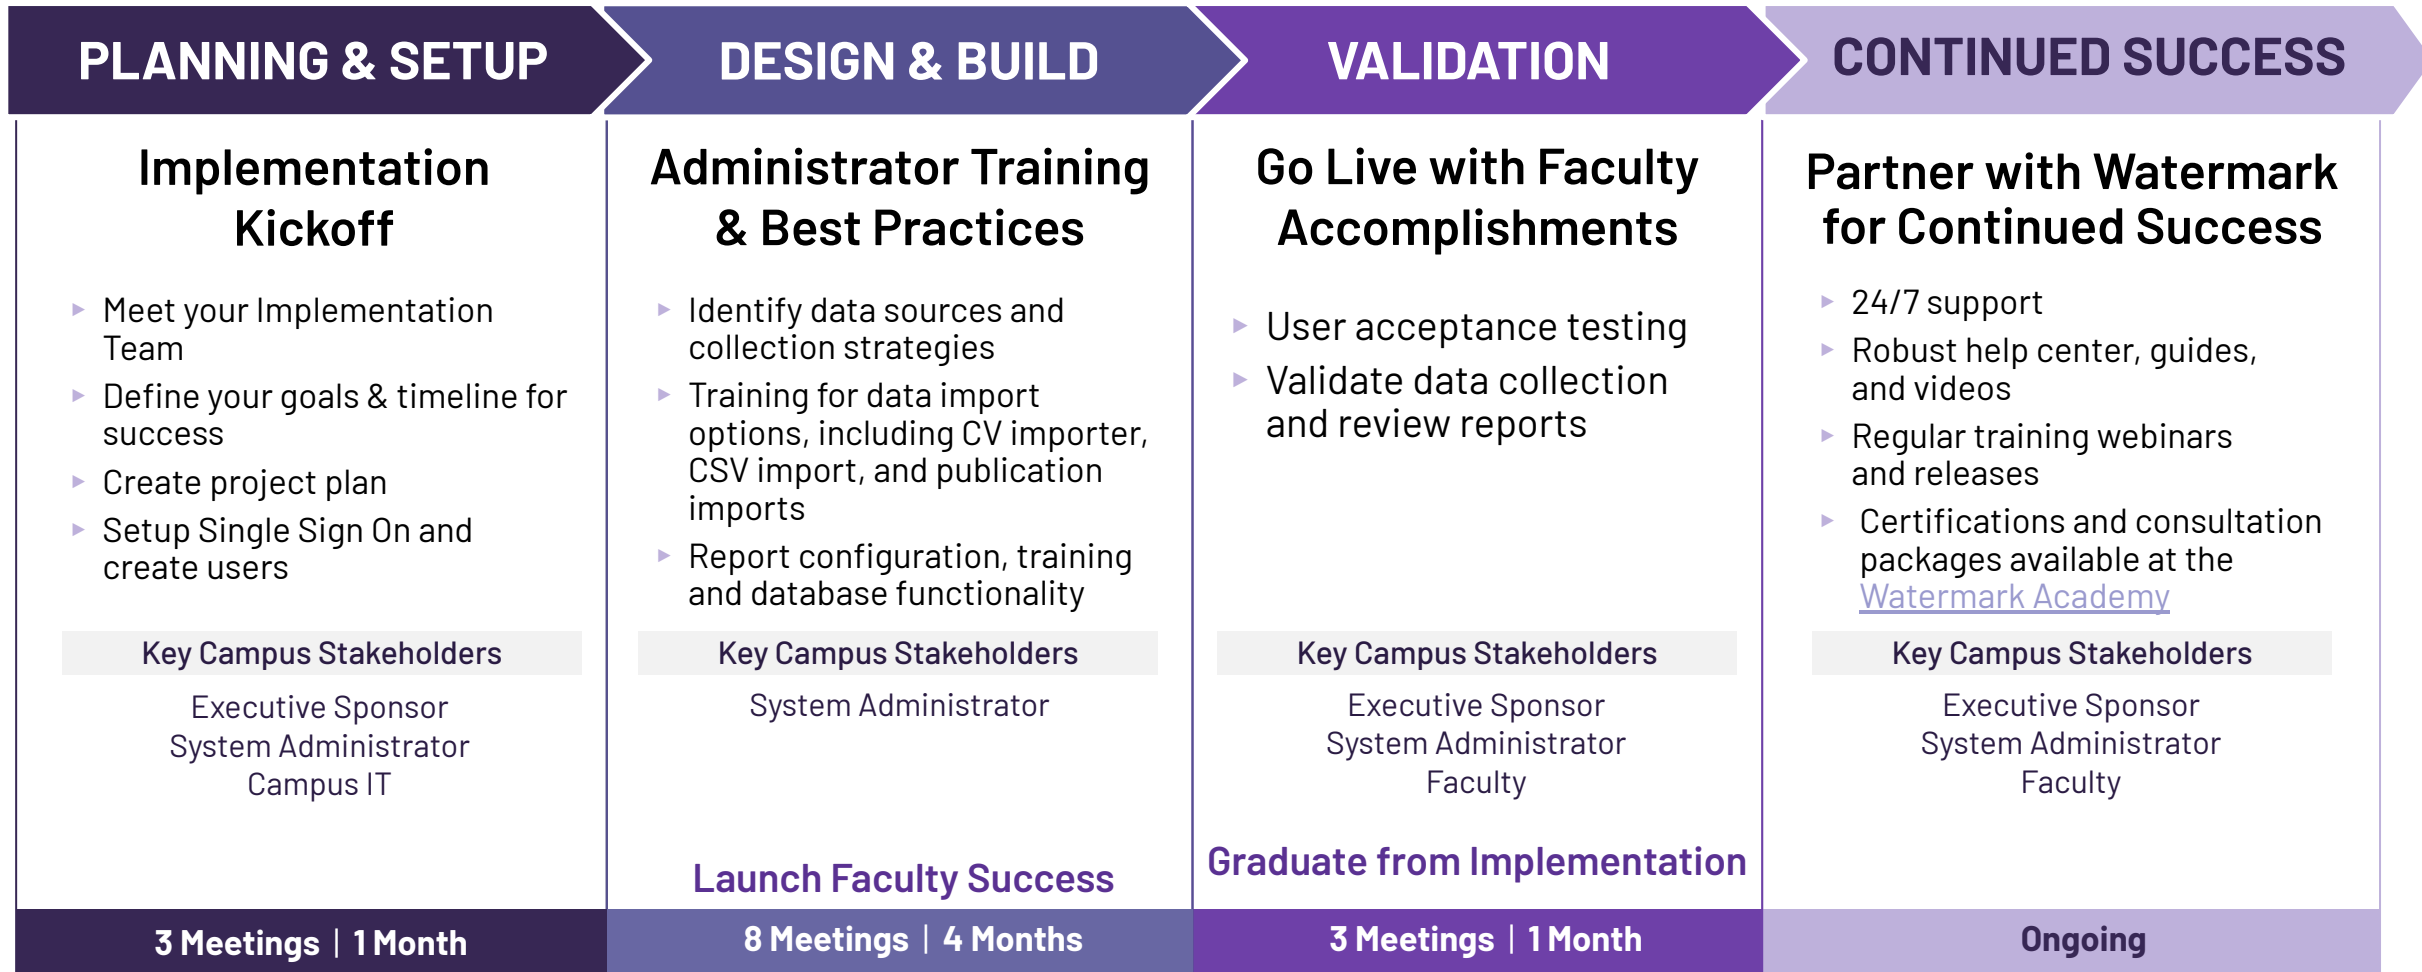 PLANNING & SETUP
Implementation
Kickoff
Meet your Implementation
Team
Define your goals & timeline for
success
Create project plan
Setup Single Sign On and
create users
Key Campus Stakeholders
Executive Sponsor
System Administrator
Campus IT
3 Meetings | 1 Month
DESIGN & BUILD
Administrator Training
& Best Practices
Identify data sources and
collection strategies
Training for data import
options, including CV importer,
CSV import, and publication
imports
Report configuration, training
and database functionality
Key Campus Stakeholders
System Administrator
Launch Faculty Success
8 Meetings | 4 Months
VALIDATION
Go Live with Faculty
Accomplishments
User acceptance testing
Validate data collection
and review reports
Key Campus Stakeholders
Executive Sponsor
System Administrator
Faculty
Graduate from Implementation
3 Meetings | 1 Month
CONTINUED SUCCESS
Partner with Watermark
for Continued Success
24/7 support
Robust help center, guides,
and videos
Regular training webinars
and releases
Certifications and consultation
packages available at the
Watermark Academy
Key Campus Stakeholders
Executive Sponsor
System Administrator
Faculty
Ongoing